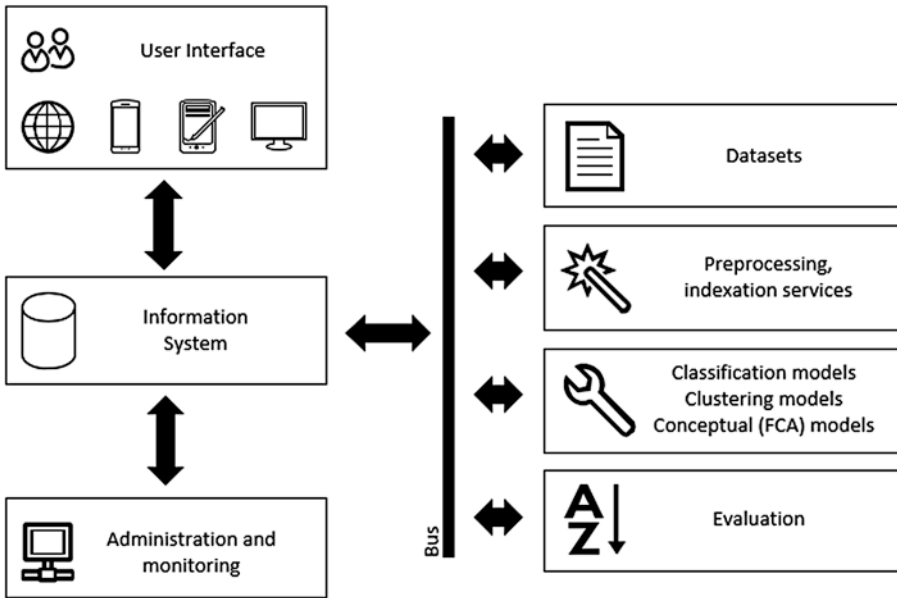 User Interface
Information
System
Administration and
monitoring
Bus
Datasets
Preprocessing,
indexation services
Classification models
Clustering models
Conceptual (FCA) models
A
Z
Evaluation